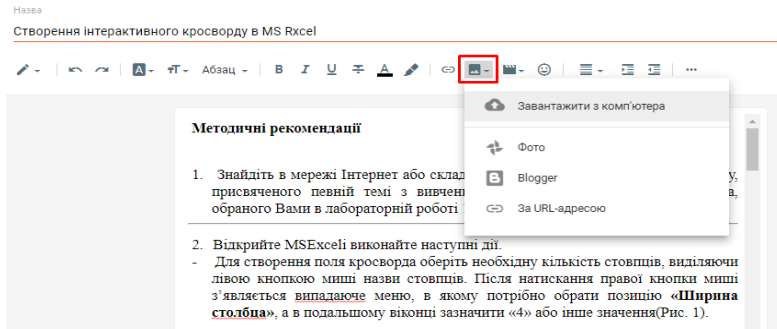 Назва
Створення інтерактивного кросворду в MS Rxcel
Абзац
B I U A
Завантажити з комп'ютера
Фото
Blogger
За URL-адресою
Методичні рекомендації
1. Знайдіть в мережі Інтернет або склад у,
присвяченого певній темі з вивчен а,
обраного Вами в лабораторній роботі
2. Відкрийте MSExcelі виконайте наступні дії.
- Для створення поля кросворда оберіть необхідну кількість стовпців, виділяючи
лівою кнопкою миші назви стовпців. Після натискання правої кнопки миші
з’являється випадаюче меню, в якому потрібно обрати позицію «Ширина
столбца», а в подальшому віконці зазначити «4» або інше значення(Рис. 1).